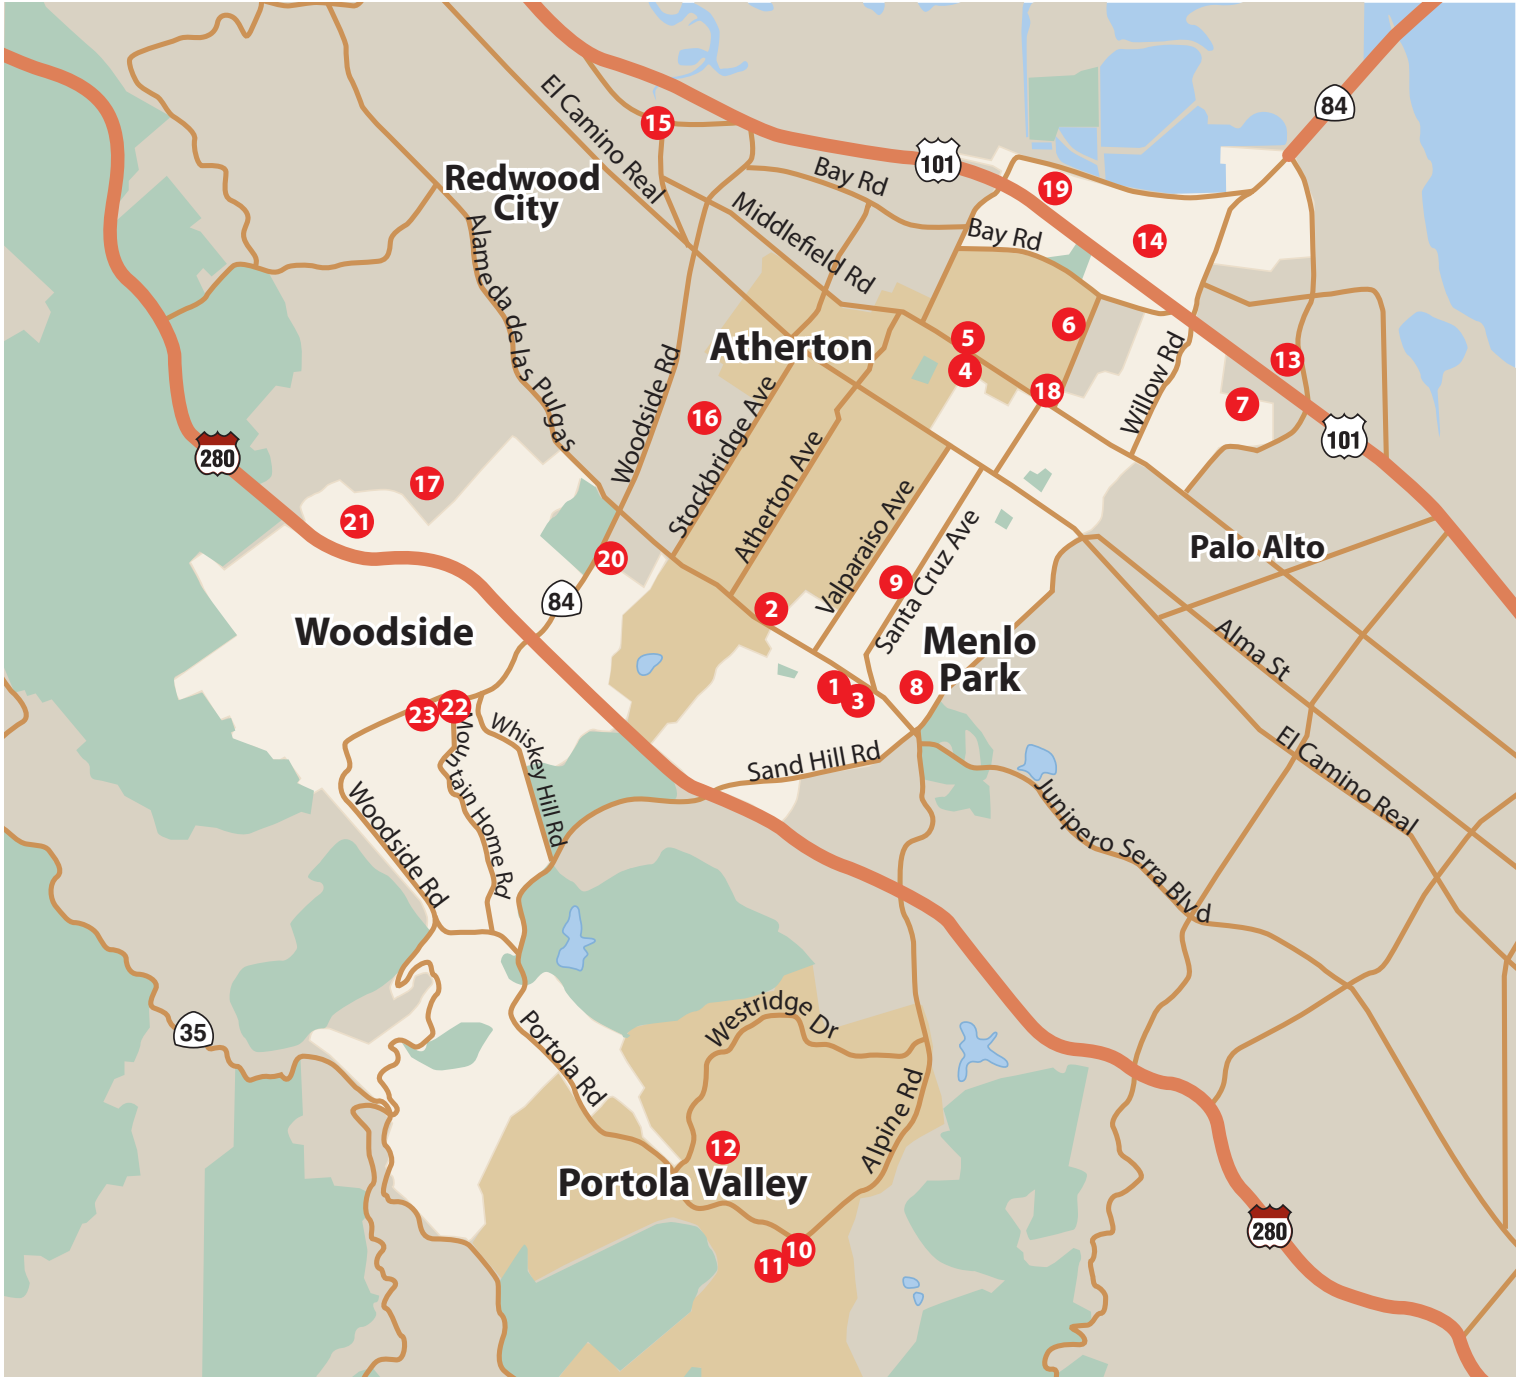 84
El Camino Real
15
101
Bay Rd
Redwood
City
19
Middlefield Rd
Bay Rd
14
Alameda de las Pulgas
5
6
Atherton
4
13
Willow Rd
18
7
Woodside Rd
16
Stockbridge Ave
101
280
17
Atherton Ave
21
Valparaiso Ave
Santa Cruz Ave
Palo Alto
20
9
84
2
Woodside
Menlo
Park
Alma St
1
3
8
23
22
Mountain Home Rd
Whiskey Hill Rd
Sand Hill Rd
El Camino Real
Woodside Rd
Junipero Serra Blvd
35
Westridge Dr
Portola Rd
Alpine Rd
12
Portola Valley
280
10
11